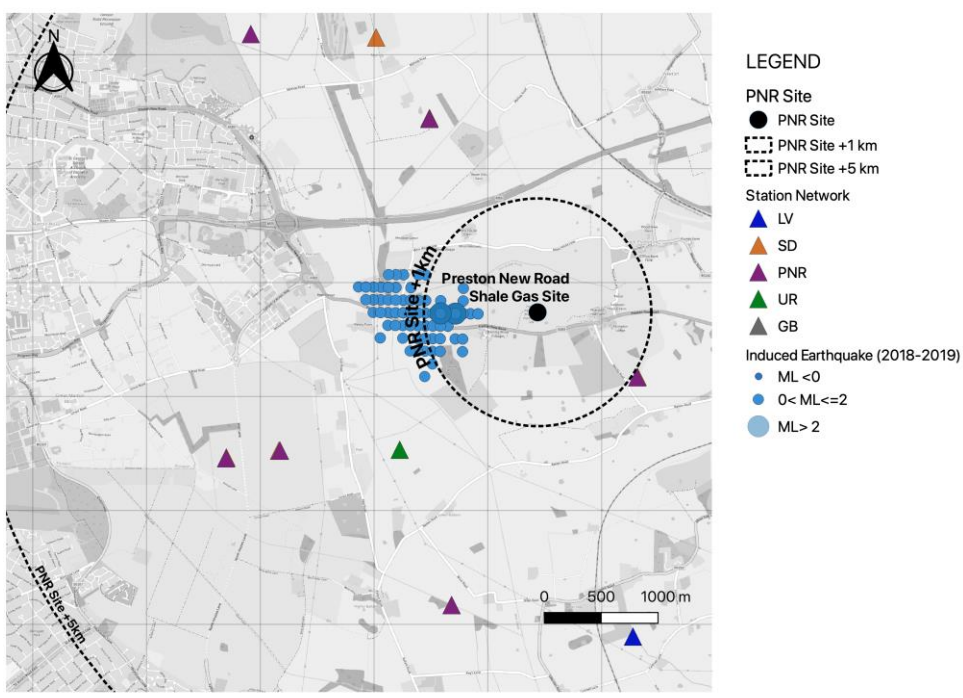 N
PNR Site +1km
Preston New Road
Shale Gas Site
PNR Site +5km
0 500 1000 m
LEGEND
PNR Site
PNR Site
PNR Site +1 km
PNR Site +5 km
Station Network
LV
SD
PNR
UR
GB
Induced Earthquake (2018-2019)
ML <0
0< ML<=2
ML> 2